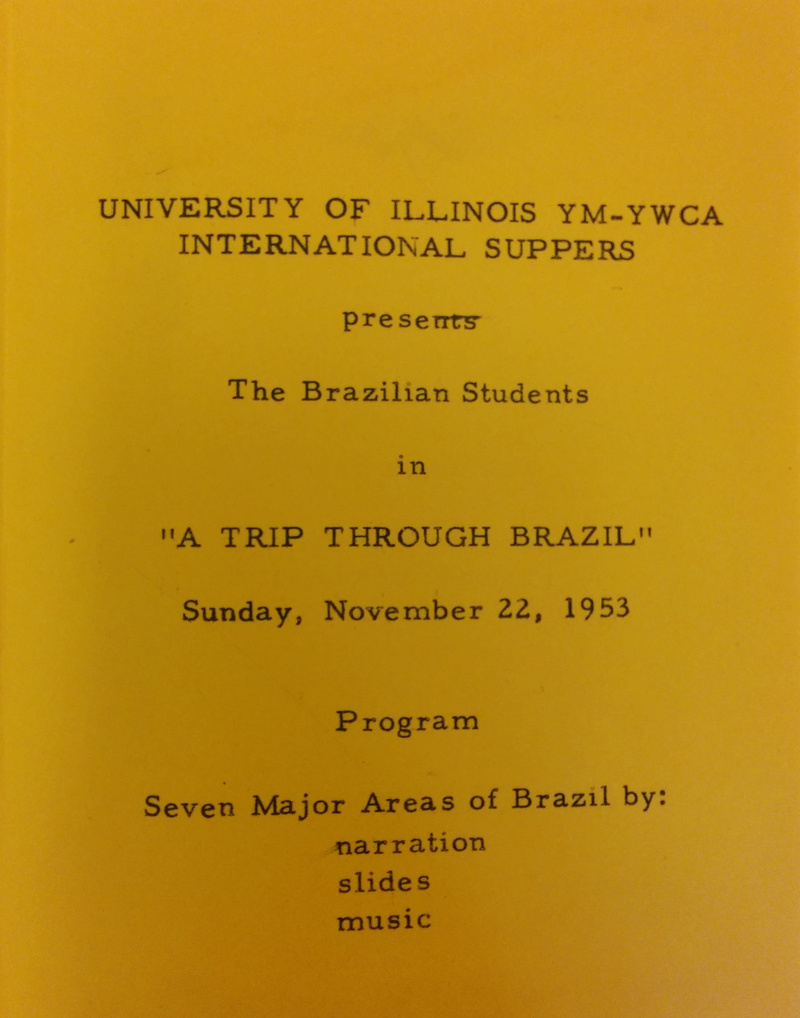 UNIVERSITY OF ILLINOIS YM-YWCA
INTERNATIONAL SUPPERS
presents
The Brazilian Students
in
"A TRIP THROUGH BRAZIL"
Sunday, November 22, 1953
Program
Seven Major Areas of Brazil by:
narration
slides
music